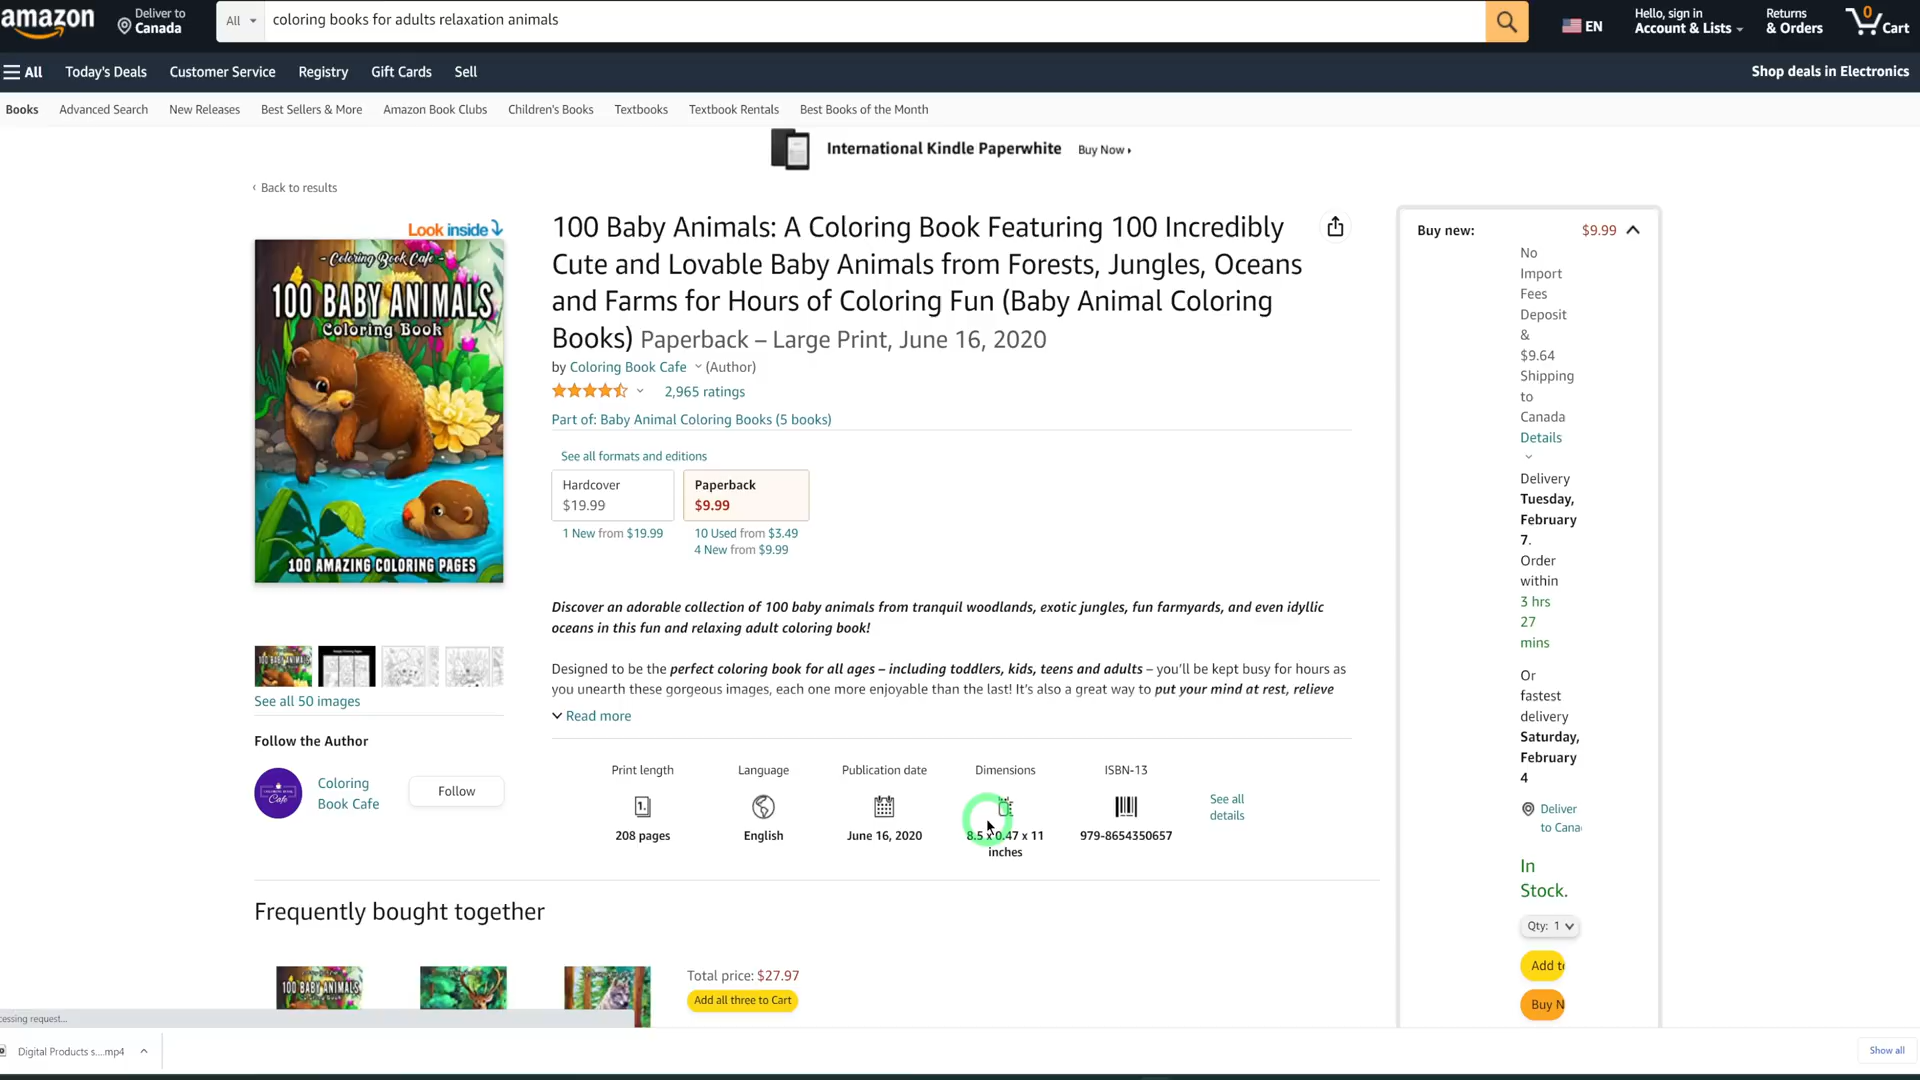 amazon
Deliver to
Canada
All
coloring books for adults relaxation animals
EN
Hello, sign in
Account & Lists
Returns
& Orders
0
Cart
All
Today's Deals
Customer Service
Registry
Gift Cards
Sell
Shop deals in Electronics
Books
Advanced Search
New Releases
Best Sellers & More
Amazon Book Clubs
Children's Books
Textbooks
Textbook Rentals
Best Books of the Month
International Kindle Paperwhite
Buy Now
‹ Back to results
Look inside
- Coloring Book Cafe -
100 BABY ANIMALS
Coloring Book
100 AMAZING COLORING PAGES
See all 50 images
Follow the Author
Coloring
Book Cafe
Follow
100 Baby Animals: A Coloring Book Featuring 100 Incredibly
Cute and Lovable Baby Animals from Forests, Jungles, Oceans
and Farms for Hours of Coloring Fun (Baby Animal Coloring
Books) Paperback – Large Print, June 16, 2020
by Coloring Book Cafe (Author)
2,965 ratings
Part of: Baby Animal Coloring Books (5 books)
See all formats and editions
Hardcover
$19.99
1 New from $19.99
Paperback
$9.99
10 Used from $3.49
4 New from $9.99
Discover an adorable collection of 100 baby animals from tranquil woodlands, exotic jungles, fun farmyards, and even idyllic
oceans in this fun and relaxing adult coloring book!
Designed to be the perfect coloring book for all ages – including toddlers, kids, teens and adults – you'll be kept busy for hours as
you unearth these gorgeous images, each one more enjoyable than the last! It's also a great way to put your mind at rest, relieve
Read more
Print length
1.
208 pages
Language
English
Publication date
June 16, 2020
Dimensions
8.5 x 0.47 x 11
inches
ISBN-13
979-8654350657
See all
details
Buy new:
$9.99
No
Import
Fees
Deposit
&
$9.64
Shipping
to
Canada
Details
Delivery
Tuesday,
February
7.
Order
within
3 hrs
27
mins
Or
fastest
delivery
Saturday,
February
4
Deliver
to Cana
In
Stock.
Qty: 1
Add t
Buy N
Frequently bought together
100 BABY ANIMALS
Total price: $27.97
Add all three to Cart
cessing request...
Digital Products s....mp4
Show all